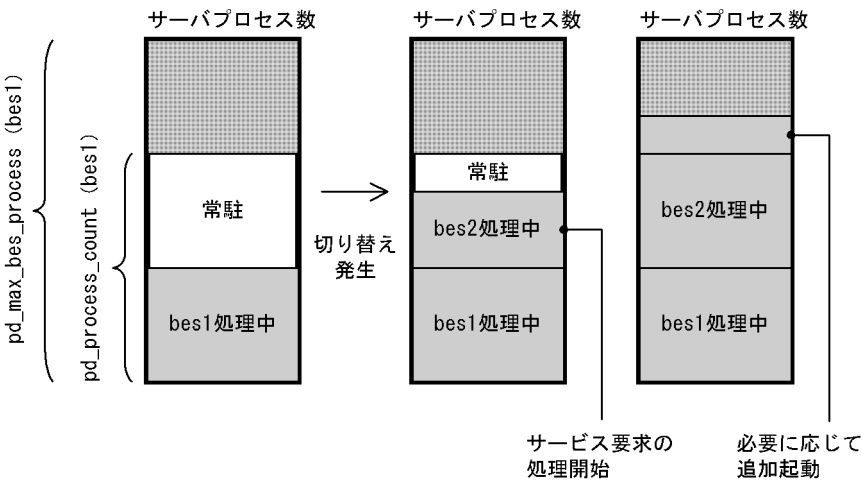 サーバプロセス数
サーバプロセス数
サーバプロセス数
pd_max_bes_process (bes1)
pd_process_count (bes1)
常駐
bes1処理中
切り替え
発生
常駐
bes2処理中
bes1処理中
bes2処理中
bes1処理中
サービス要求の
処理開始
必要に応じて
追加起動